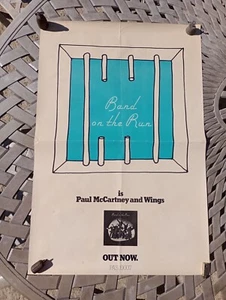 Band
on the Run
is
Paul McCartney and Wings
OUT NOW.